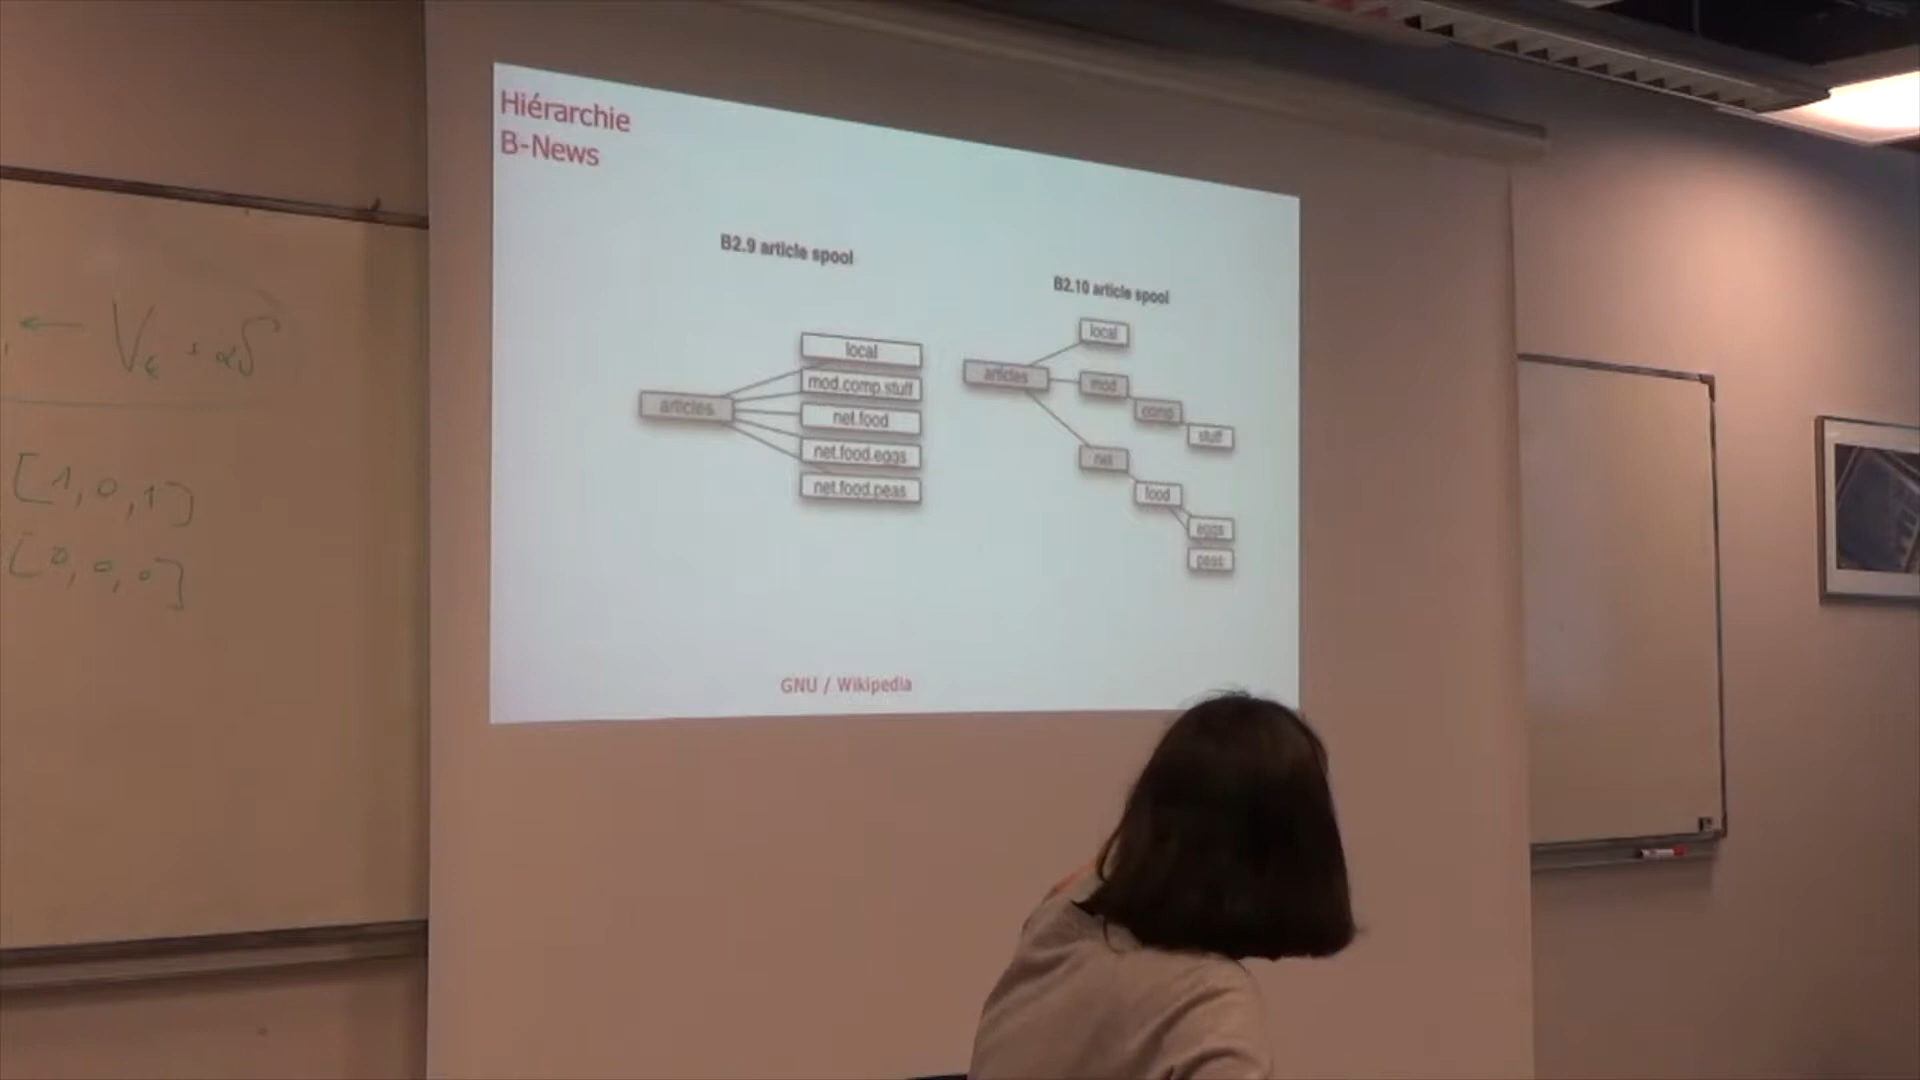 ← V_t + αδ
[1, 0, 1]
[0, 0, 0]
Hiérarchie
B-News
B2.9 article spool
articles
local
mod.comp.stuff
net.food
net.food.eggs
net.food.peas
B2.10 article spool
articles
local
mod
comp
stuff
net
food
eggs
peas
GNU / Wikipedia